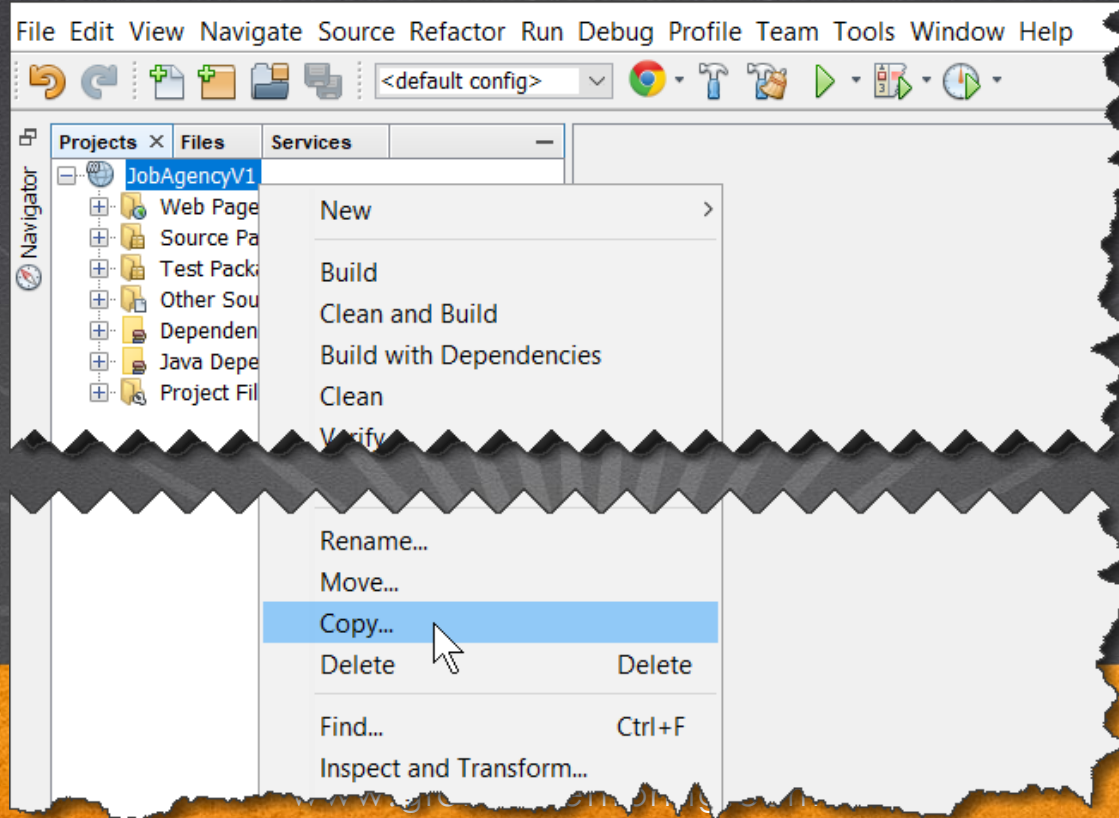 File Edit View Navigate Source Refactor Run Debug Profile Team Tools Window Help
<default config>
Projects × Files Services
Navigator
JobAgencyV1
Web Page
Source Pa
Test Packa
Other Sou
Dependen
Java Depe
Project Fil
New
Build
Clean and Build
Build with Dependencies
Clean
Verify
Rename...
Move...
Copy...
Delete Delete
Find... Ctrl+F
Inspect and Transform...